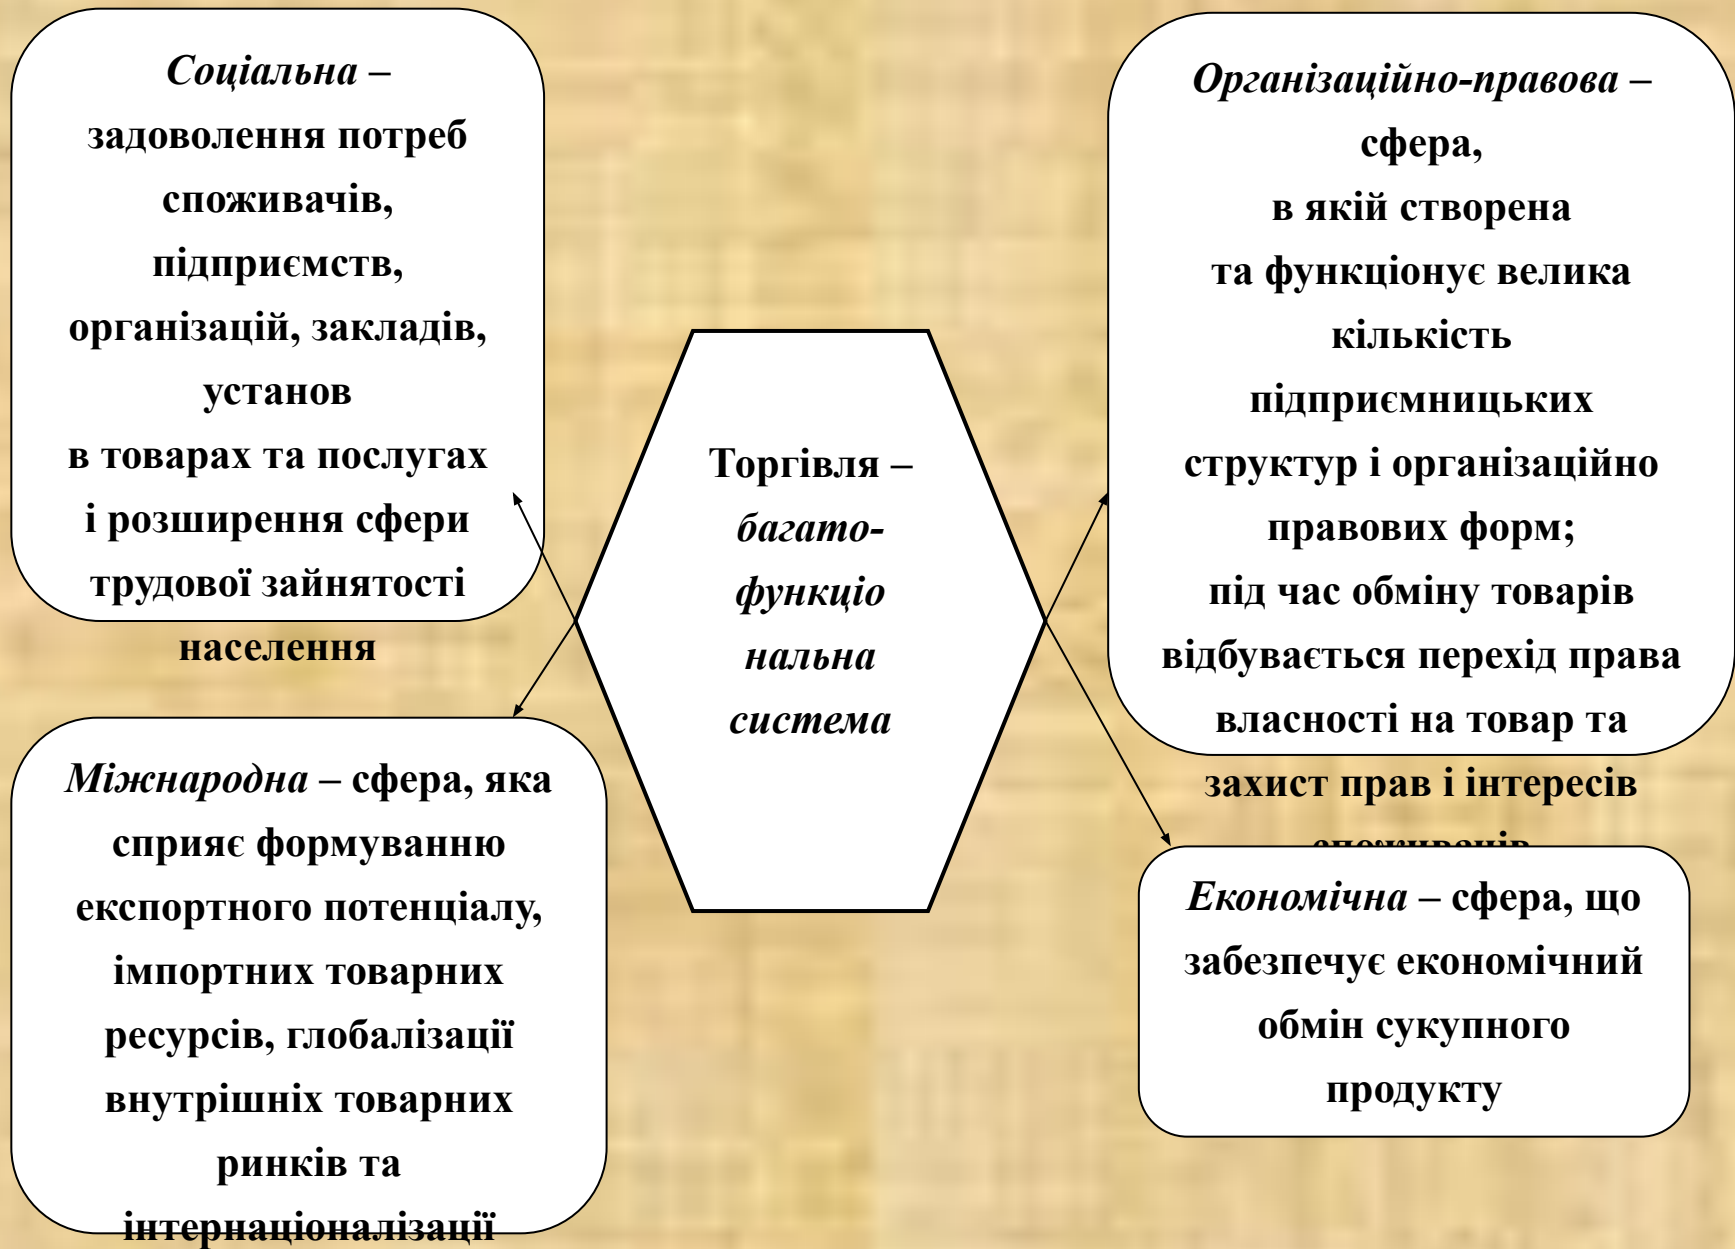 Соціальна –
задоволення потреб
споживачів,
підприємств,
організацій, закладів,
установ
в товарах та послугах
і розширення сфери
трудової зайнятості
населення
Міжнародна – сфера, яка
сприяє формуванню
експортного потенціалу,
імпортних товарних
ресурсів, глобалізації
внутрішніх товарних
ринків та
інтернаціоналізації
Торгівля –
багато-
функціо
нальна
система
Організаційно-правова –
сфера,
в якій створена
та функціонує велика
кількість
підприємницьких
структур і організаційно
правових форм;
під час обміну товарів
відбувається перехід права
власності на товар та
захист прав і інтересів
споживачів
Економічна – сфера, що
забезпечує економічний
обмін сукупного
продукту